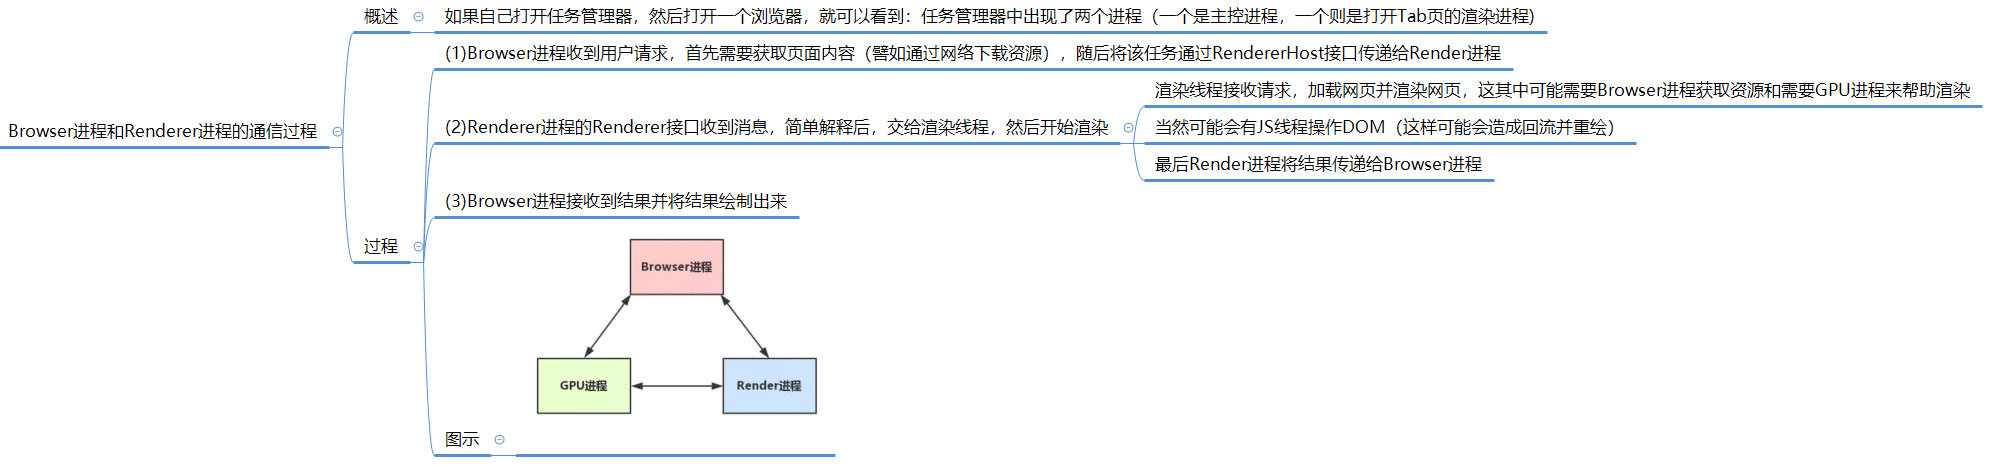 Browser进程和Renderer进程的通信过程
概述
如果自己打开任务管理器，然后打开一个浏览器，就可以看到：任务管理器中出现了两个进程（一个是主控进程，一个则是打开Tab页的渲染进程)
过程
(1)Browser进程收到用户请求，首先需要获取页面内容（譬如通过网络下载资源），随后将该任务通过RendererHost接口传递给Render进程
(2)Renderer进程的Renderer接口收到消息，简单解释后，交给渲染线程，然后开始渲染
渲染线程接收请求，加载网页并渲染网页，这其中可能需要Browser进程获取资源和需要GPU进程来帮助渲染
当然可能会有JS线程操作DOM（这样可能会造成回流并重绘）
最后Render进程将结果传递给Browser进程
(3)Browser进程接收到结果并将结果绘制出来
图示
Browser进程
GPU进程
Render进程